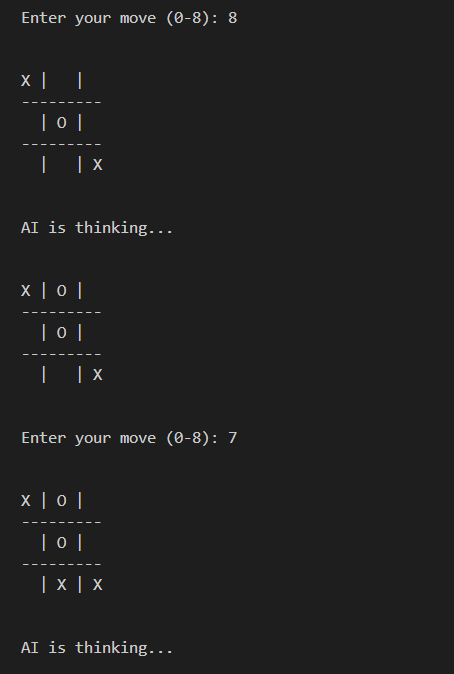 Enter your move (0-8): 8
X |   |
---------
  | O |
---------
  |   | X
AI is thinking...
X | O |
---------
  | O |
---------
  |   | X
Enter your move (0-8): 7
X | O |
---------
  | O |
---------
  | X | X
AI is thinking...